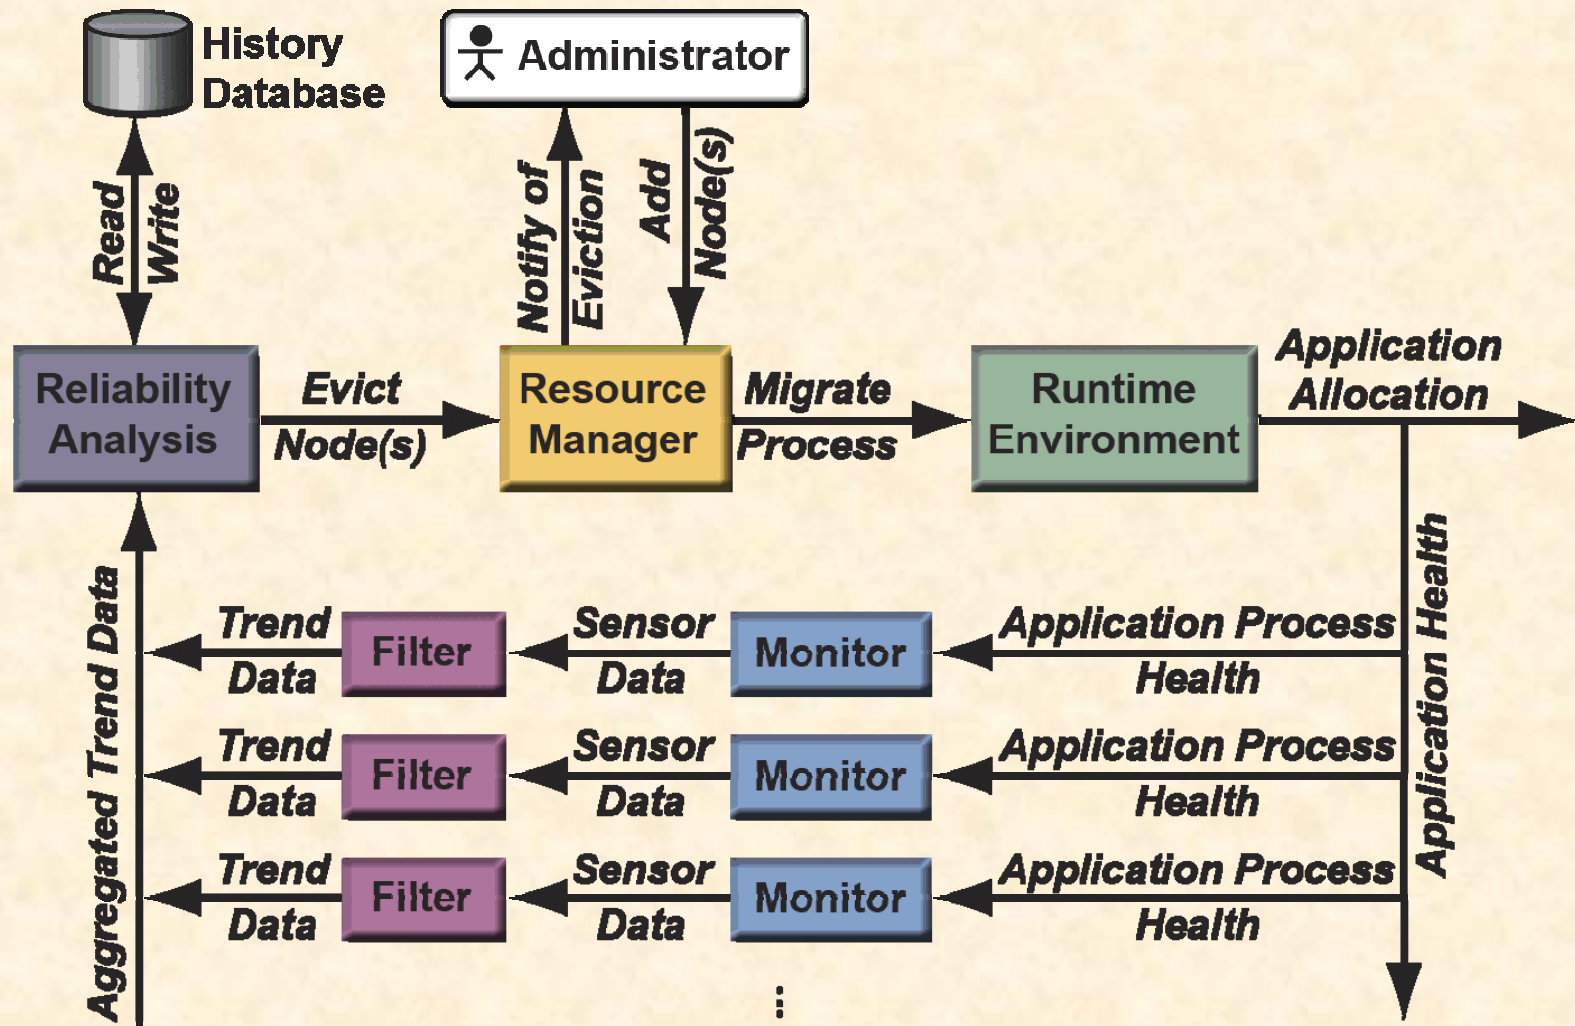 History
Database
Administrator
Read
Write
Notify of
Eviction
Add
Node(s)
Reliability
Analysis
Evict
Node(s)
Resource
Manager
Migrate
Process
Runtime
Environment
Application
Allocation
Aggregated Trend Data
Application Health
Trend
Data
Filter
Sensor
Data
Monitor
Application Process
Health
Trend
Data
Filter
Sensor
Data
Monitor
Application Process
Health
Trend
Data
Filter
Sensor
Data
Monitor
Application Process
Health
...